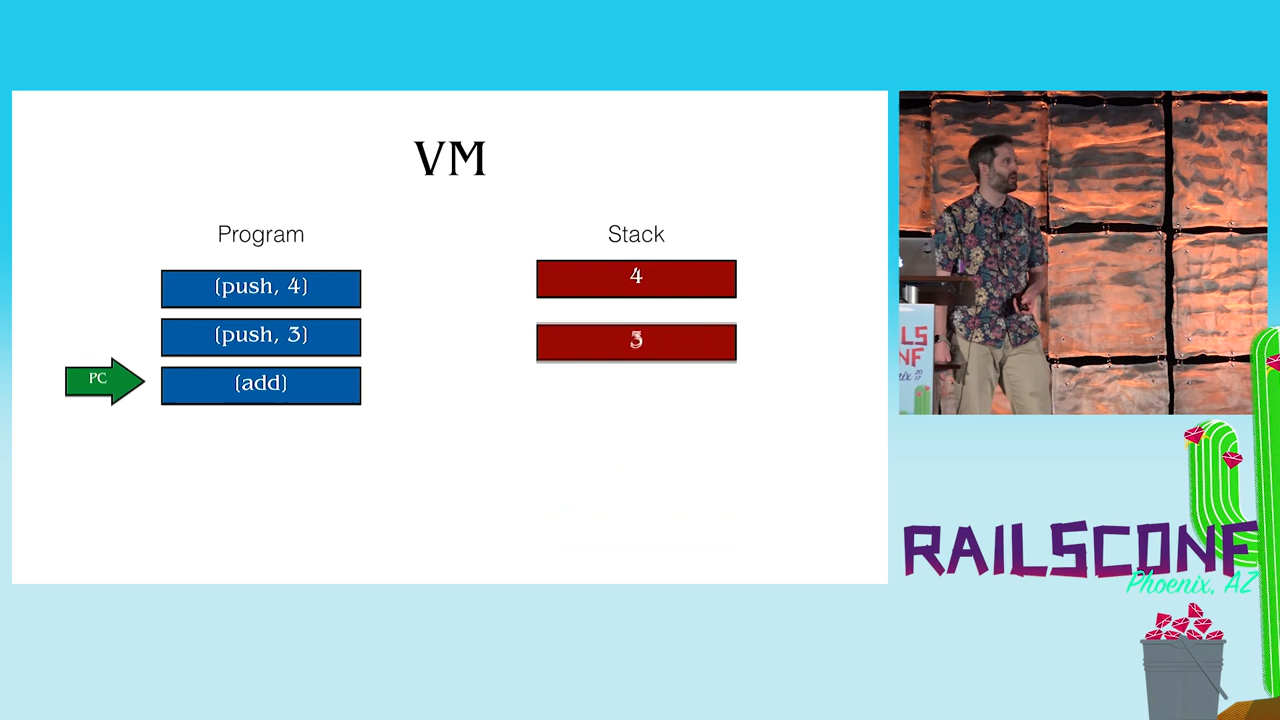 VM
Program
Stack
(push, 4)
(push, 3)
(add)
PC
4
3
RAILSCONF
Phoenix, AZ